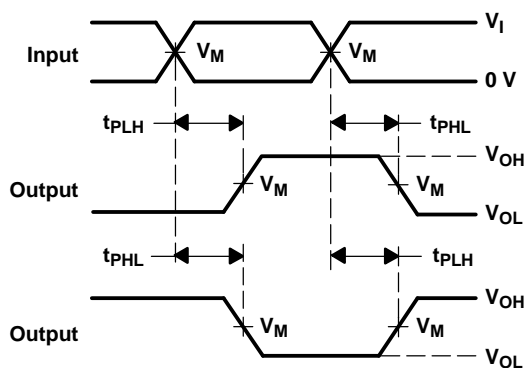 V_I
Input V_M V_M
0 V
t_PLH t_PHL
V_OH
Output V_M V_M
V_OL
t_PHL t_PLH
V_OH
Output V_M V_M
V_OL